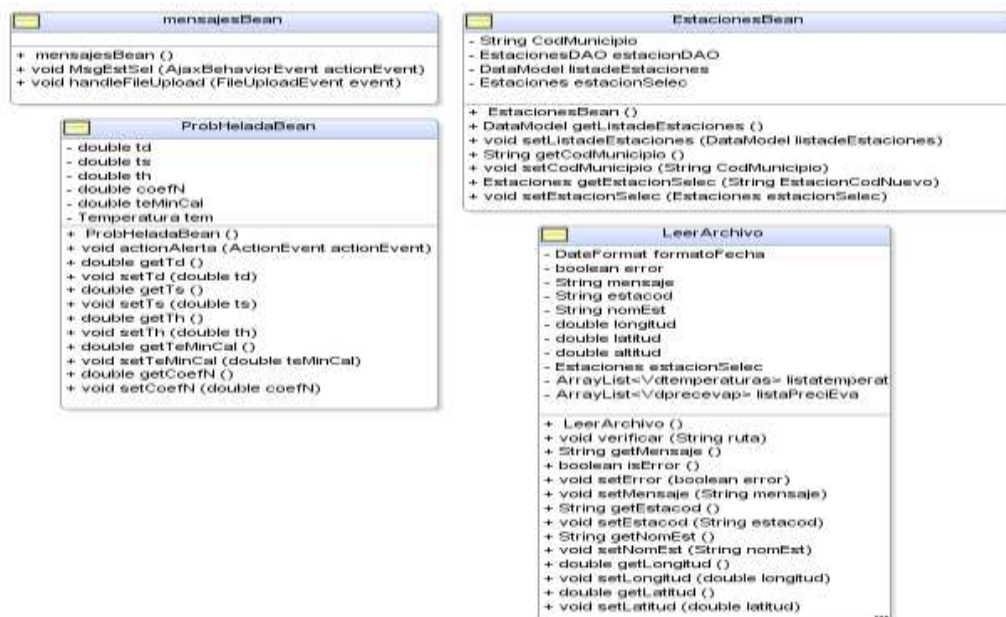 mensajesBean
+ mensajesBean ()
+ void MsgEstSel (AjaxBehaviorEvent actionEvent)
+ void handleFileUpload (FileUploadEvent event)
ProbHeladaBean
- double td
- double ts
- double th
- double coefN
- double teMinCal
- Temperatura tem
+ ProbHeladaBean ()
+ void actionAlerta (ActionEvent actionEvent)
+ double getTd ()
+ void setTd (double td)
+ double getTs ()
+ void setTs (double ts)
+ double getTh ()
+ void setTh (double th)
+ double getTeMinCal ()
+ void setTeMinCal (double teMinCal)
+ double getCoefN ()
+ void setCoefN (double coefN)
EstacionesBean
- String CodMunicipio
- EstacionesDAO estacionDAO
- DataModel listadeEstaciones
- Estaciones estacionSelec
+ EstacionesBean ()
+ DataModel getListadeEstaciones ()
+ void setListadeEstaciones (DataModel listadeEstaciones)
+ String getCodMunicipio ()
+ void setCodMunicipio (String CodMunicipio)
+ Estaciones getEstacionSelec (String EstacionCodNuevo)
+ void setEstacionSelec (Estaciones estacionSelec)
LeerArchivo
- DateFormat formatoFecha
- boolean error
- String mensaje
- String estacod
- String nomEst
- double longitud
- double latitud
- double altitud
- Estaciones estacionSelec
- ArrayList<Vdtemperaturas> listatemperat
- ArrayList<Vdprecevap> listaPreciEva
+ LeerArchivo ()
+ void verificar (String ruta)
+ String getMensaje ()
+ boolean isError ()
+ void setError (boolean error)
+ void setMensaje (String mensaje)
+ String getEstacod ()
+ void setEstacod (String estacod)
+ String getNomEst ()
+ void setNomEst (String nomEst)
+ double getLongitud ()
+ void setLongitud (double longitud)
+ double getLatitud ()
+ void setLatitud (double latitud)